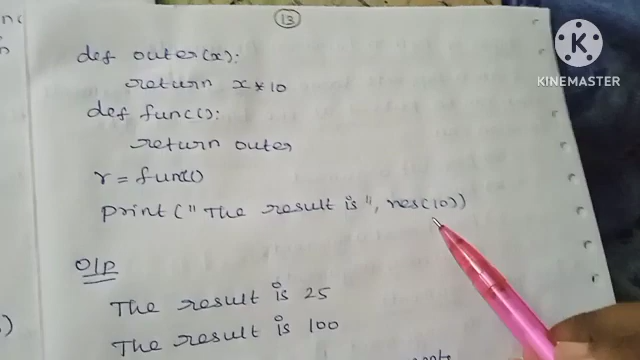 13
def outer(x):
return x*10
def func():
return outer
r = func()
print(" The result is ", res(10))
O/P
The result is 25
The result is 100
K
KINEMASTER